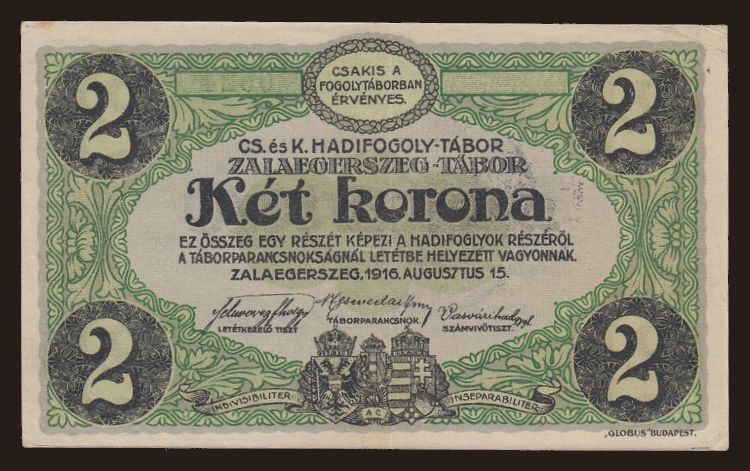 2
2
CSAKIS A
FOGOLYTÁBORBAN
ÉRVÉNYES.
CS. és K. HADIFOGOLY-TÁBOR
ZALAEGERSZEG-TÁBOR
Két korona
EZ ÖSSZEG EGY RÉSZÉT KÉPEZI A HADIFOGLYOK RÉSZÉRŐL
A TÁBORPARANCSNOKSÁGNÁL LETÉTBE HELYEZETT VAGYONNAK.
ZALAEGERSZEG, 1916. AUGUSZTUS 15.
LETÉTKEZELŐ TISZT
TÁBORPARANCSNOK.
SZÁMVIVŐTISZT.
2
2
INDIVISIBILITER
AC
INSEPARABILITER
„GLOBUS" BUDAPEST.